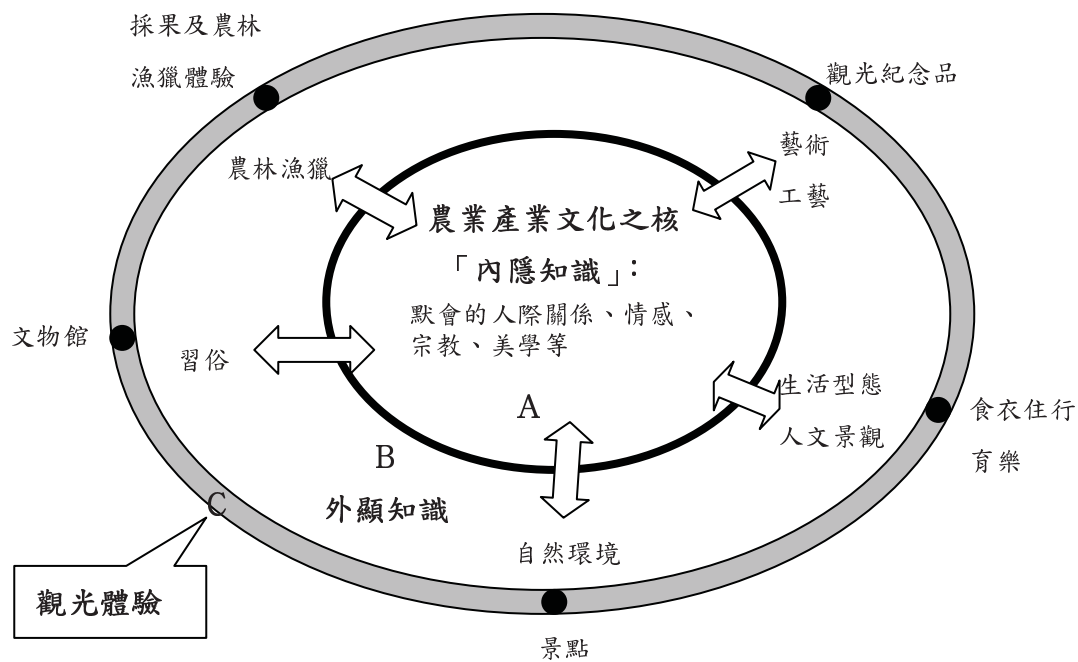 採果及農林
漁獵體驗
觀光紀念品
藝術
工藝
農林漁獵
農業產業文化之核
「內隱知識」：
默會的人際關係、情感、
宗教、美學等
文物館
習俗
生活型態
人文景觀
食衣住行
育樂
A
B
外顯知識
C
自然環境
觀光體驗
景點